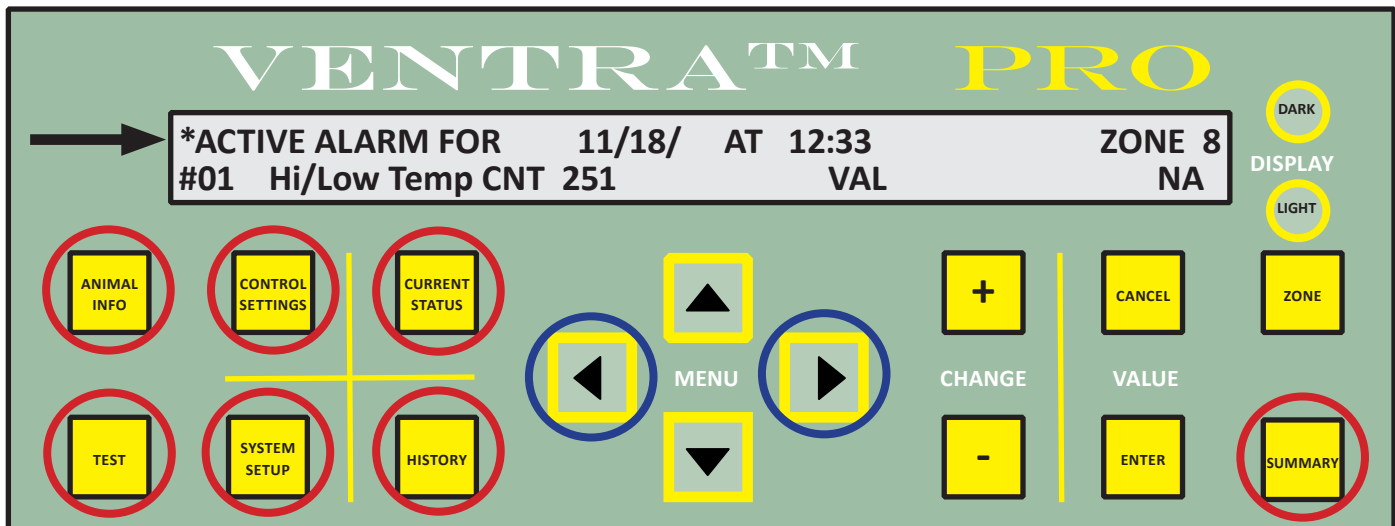 VENTRA™ PRO
*ACTIVE ALARM FOR 11/18/ AT 12:33 ZONE 8
#01 Hi/Low Temp CNT 251 VAL NA
DARK
DISPLAY
LIGHT
ANIMAL
INFO
CONTROL
SETTINGS
CURRENT
STATUS
+
CANCEL
ZONE
MENU
CHANGE
VALUE
TEST
SYSTEM
SETUP
HISTORY
-
ENTER
SUMMARY